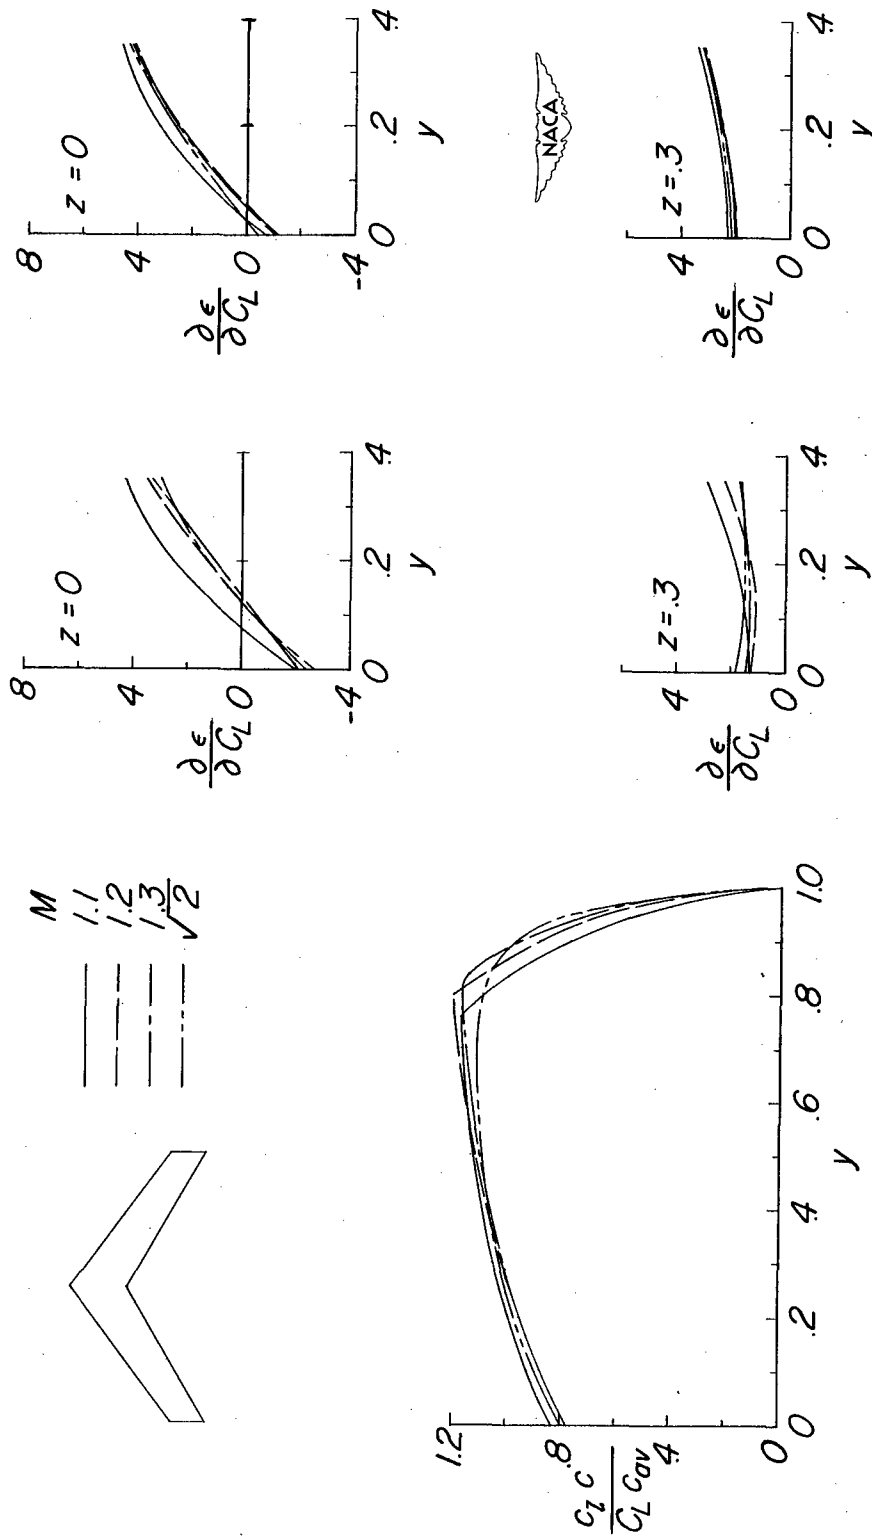 M
1.1
1.2
1.3
√2
c_l c
C_L c_av
1.2
.8
.4
0
0
.2
.4
.6
.8
1.0
y
z = 0
∂ε
∂C_L
8
4
0
-4
0
.2
.4
y
z = .3
∂ε
∂C_L
4
0
0
.2
.4
y
z = 0
∂ε
∂C_L
8
4
0
-4
0
.2
.4
y
NACA
z = .3
∂ε
∂C_L
4
0
0
.2
.4
y